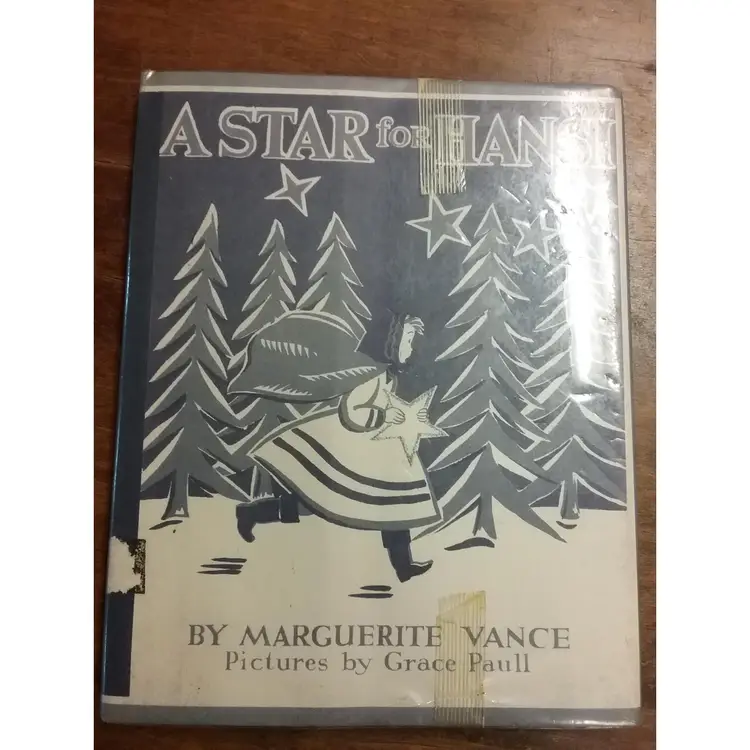 A STAR for HANSI
BY MARGUERITE VANCE
Pictures by Grace Paull